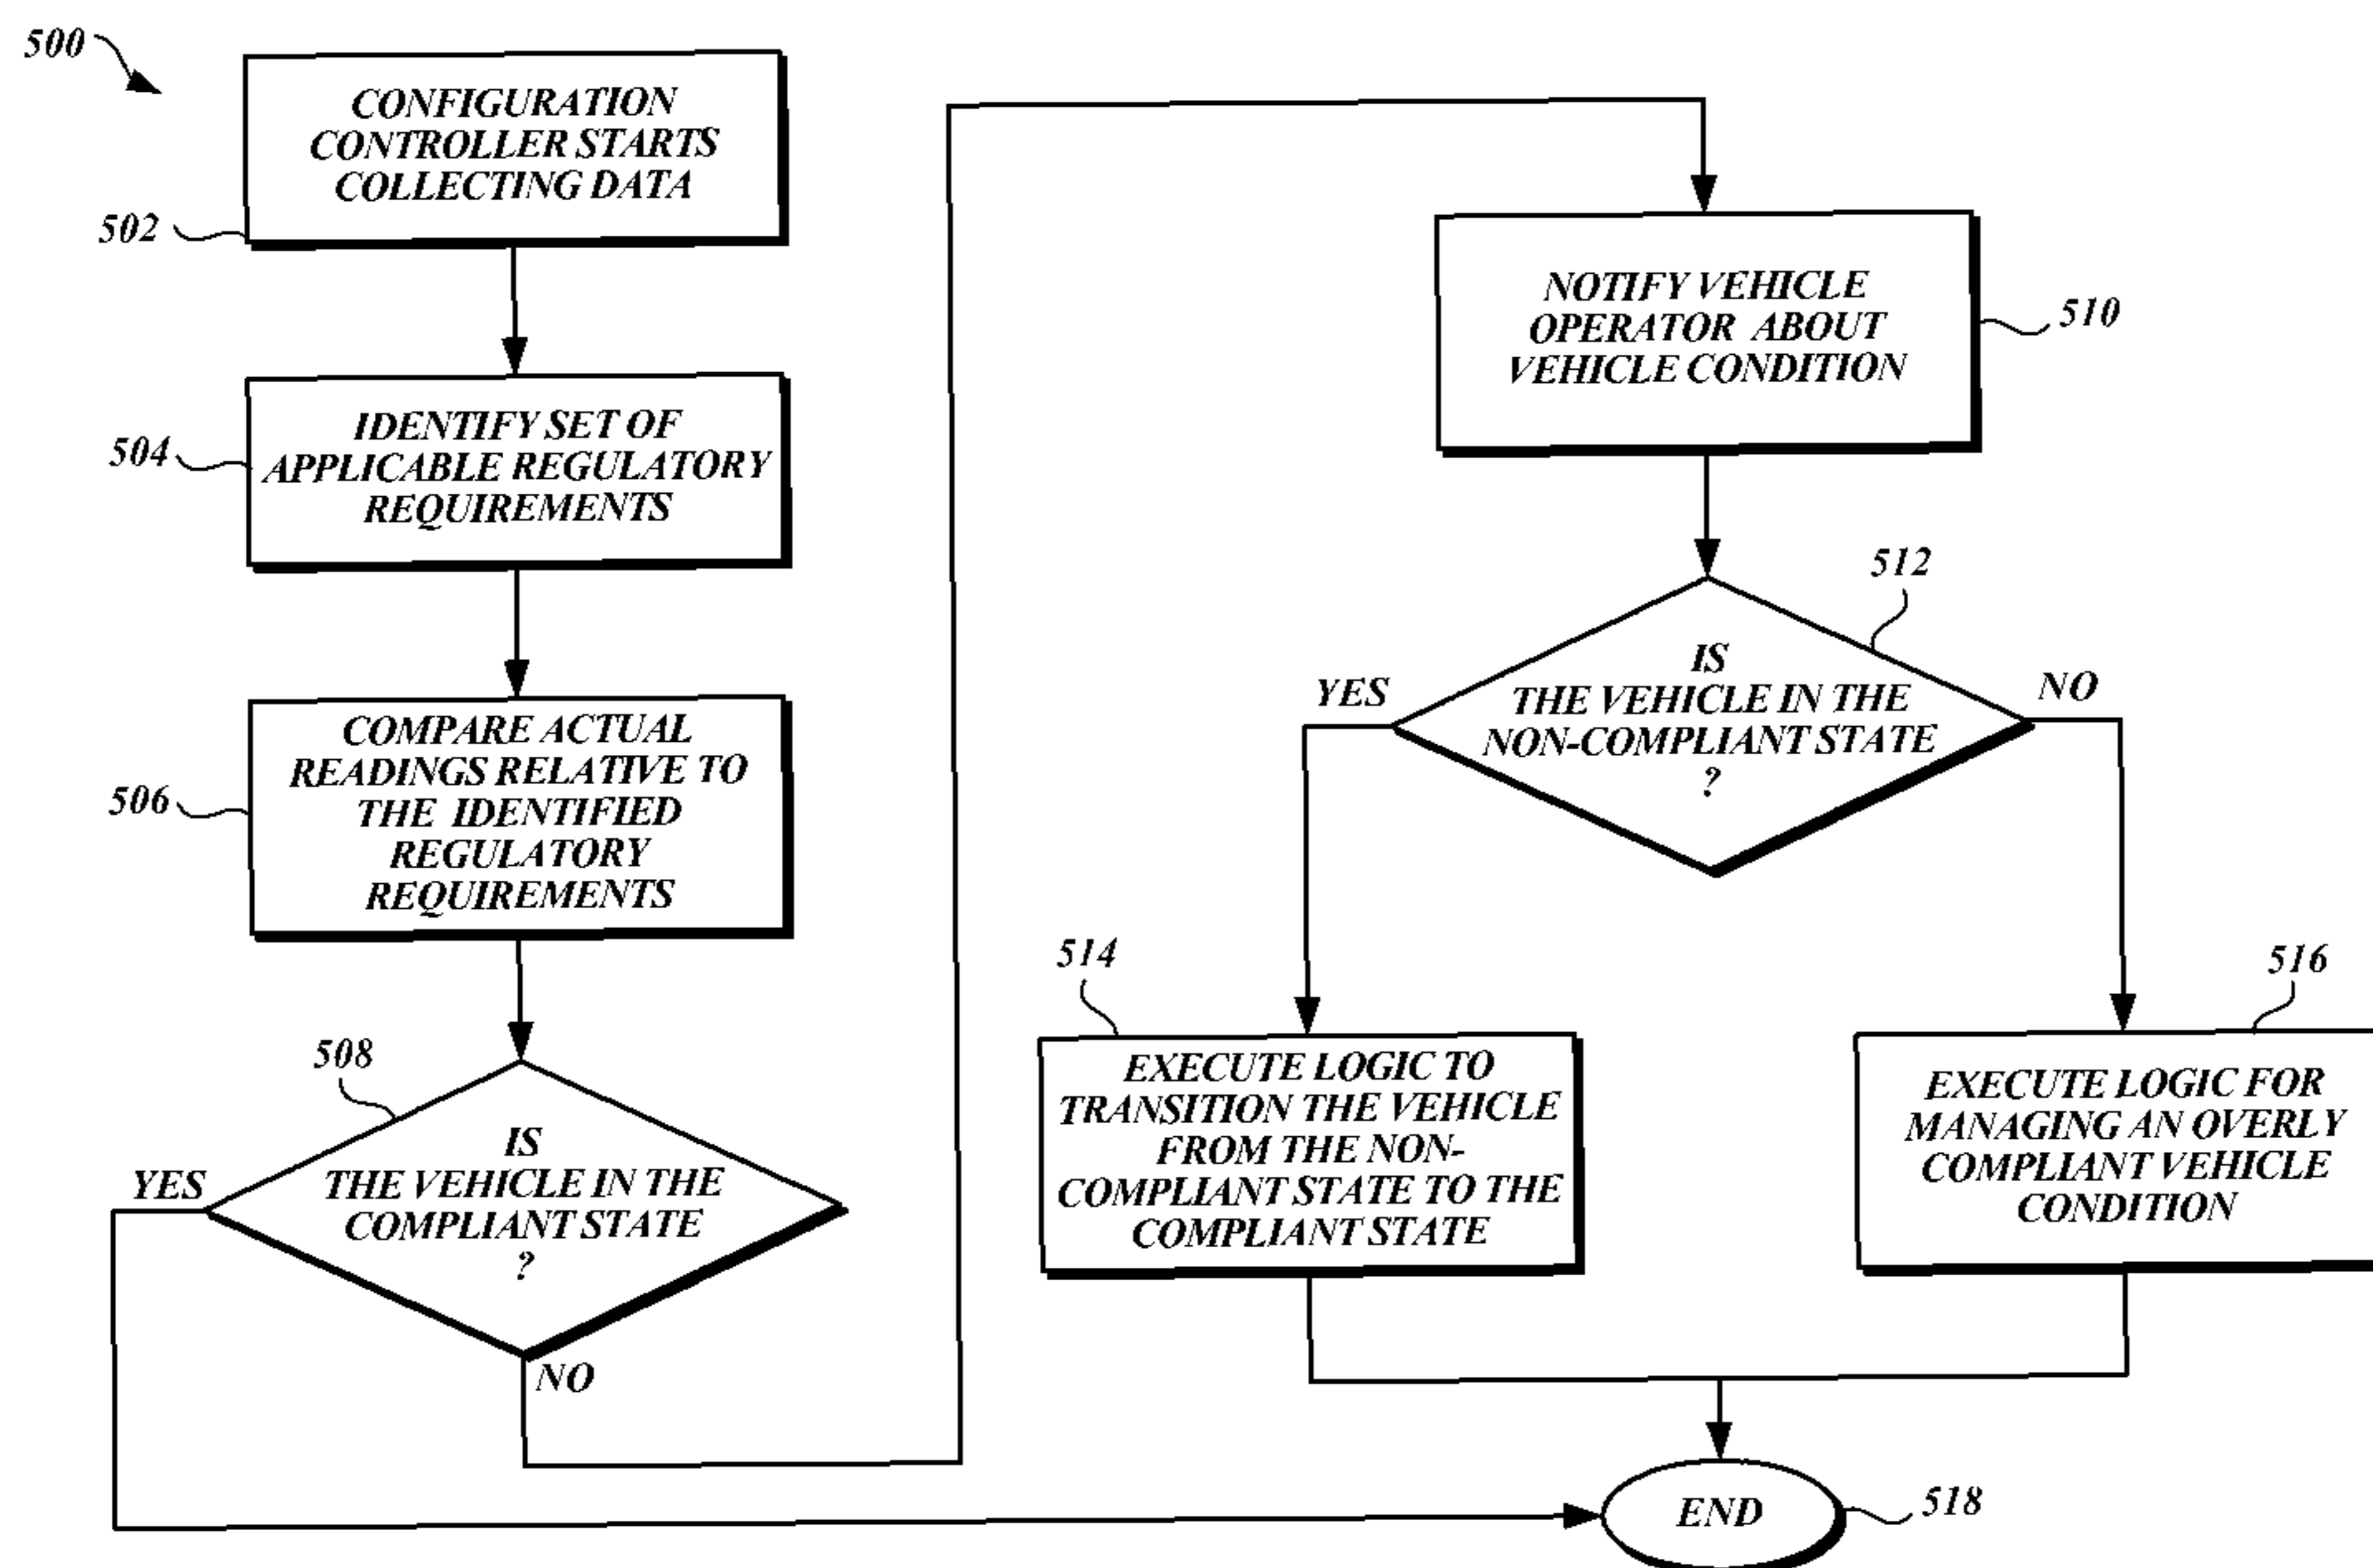 500
CONFIGURATION
CONTROLLER STARTS
COLLECTING DATA
502
IDENTIFY SET OF
APPLICABLE REGULATORY
REQUIREMENTS
504
COMPARE ACTUAL
READINGS RELATIVE TO
THE IDENTIFIED
REGULATORY
REQUIREMENTS
506
508
IS
THE VEHICLE IN THE
COMPLIANT STATE
?
YES
NO
NOTIFY VEHICLE
OPERATOR ABOUT
VEHICLE CONDITION
510
512
IS
THE VEHICLE IN THE
NON-COMPLIANT STATE
?
YES
NO
514
EXECUTE LOGIC TO
TRANSITION THE VEHICLE
FROM THE NON-
COMPLIANT STATE TO THE
COMPLIANT STATE
516
EXECUTE LOGIC FOR
MANAGING AN OVERLY
COMPLIANT VEHICLE
CONDITION
END
518